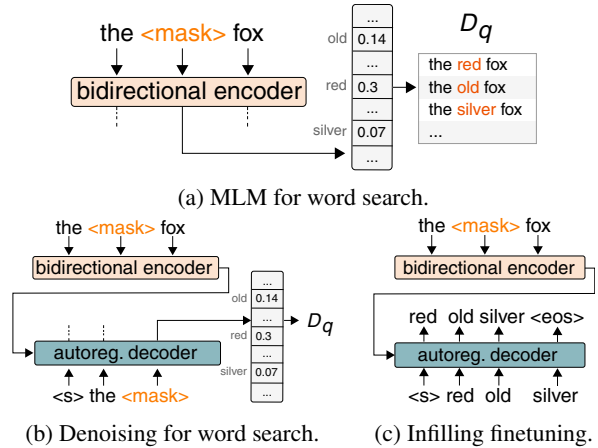 the <mask> fox
bidirectional encoder
...
old 0.14
...
red 0.3
...
silver 0.07
...
D_q
the red fox
the old fox
the silver fox
...
(a) MLM for word search.
the <mask> fox
bidirectional encoder
autoreg. decoder
<s> the <mask>
...
old 0.14
...
red 0.3
...
silver 0.07
...
D_q
(b) Denoising for word search.
the <mask> fox
bidirectional encoder
red old silver <eos>
autoreg. decoder
<s> red old silver
(c) Infilling finetuning.